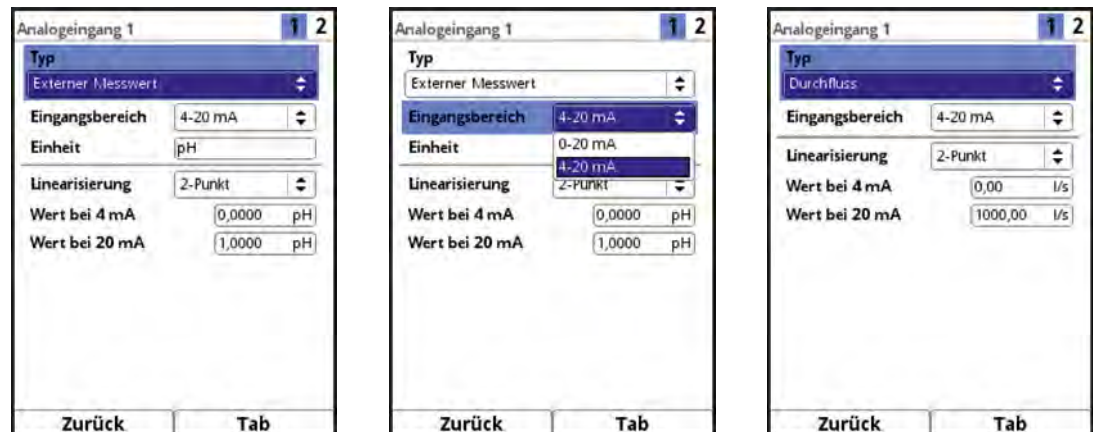 Analogeingang 1 1 2
Typ
Externer Messwert
Eingangsbereich 4-20 mA
Einheit pH
Linearisierung 2-Punkt
Wert bei 4 mA 0,0000 pH
Wert bei 20 mA 1,0000 pH
Zurück Tab
Analogeingang 1 1 2
Typ
Externer Messwert
Eingangsbereich 4-20 mA
0-20 mA
Einheit
4-20 mA
Linearisierung 2-Punkt
Wert bei 4 mA 0,0000 pH
Wert bei 20 mA 1,0000 pH
Zurück Tab
Analogeingang 1 1 2
Typ
Durchfluss
Eingangsbereich 4-20 mA
Linearisierung 2-Punkt
Wert bei 4 mA 0,00 l/s
Wert bei 20 mA 1000,00 l/s
Zurück Tab